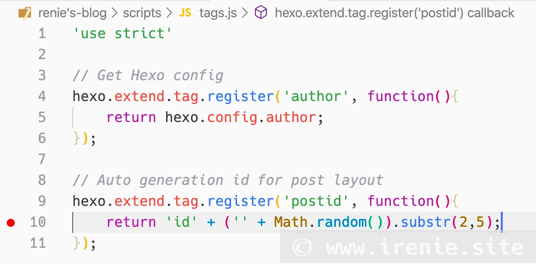 renie's-blog > scripts > JS tags.js > hexo.extend.tag.register('postid') callback
1 'use strict'
2
3 // Get Hexo config
4 hexo.extend.tag.register('author', function(){
5 return hexo.config.author;
6 });
7
8 // Auto generation id for post layout
9 hexo.extend.tag.register('postid', function(){
10 return 'id' + ('' + Math.random()).substr(2,5);
11 });
© www.irenie.site